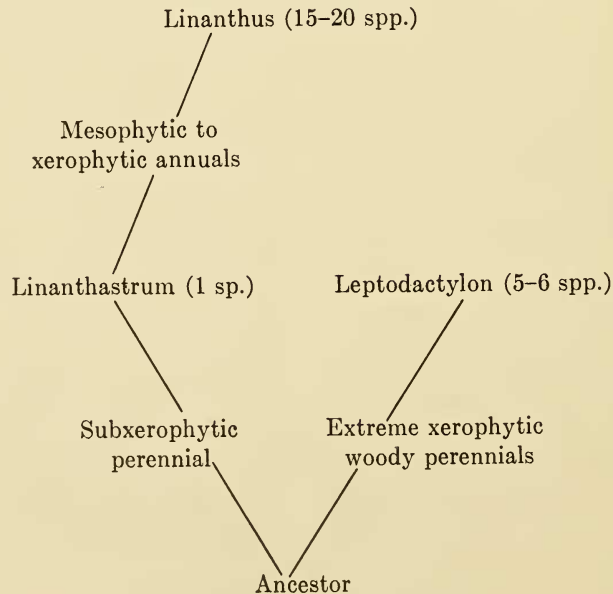 Linanthus (15–20 spp.)
Mesophytic to
xerophytic annuals
Linanthastrum (1 sp.)
Leptodactylon (5–6 spp.)
Subxerophytic
perennial
Extreme xerophytic
woody perennials
Ancestor